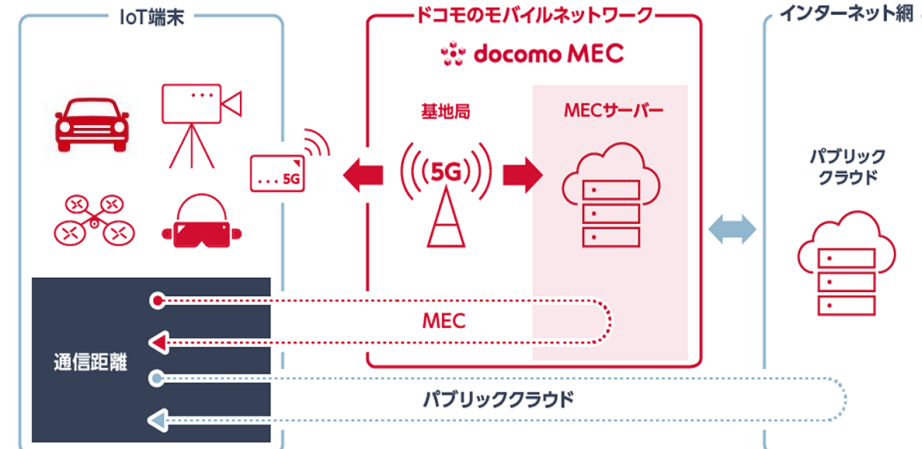 IoT端末
ドコモのモバイルネットワーク
インターネット網
docomo MEC
基地局
MECサーバー
5G
...5G
パブリック
クラウド
MEC
通信距離
パブリッククラウド